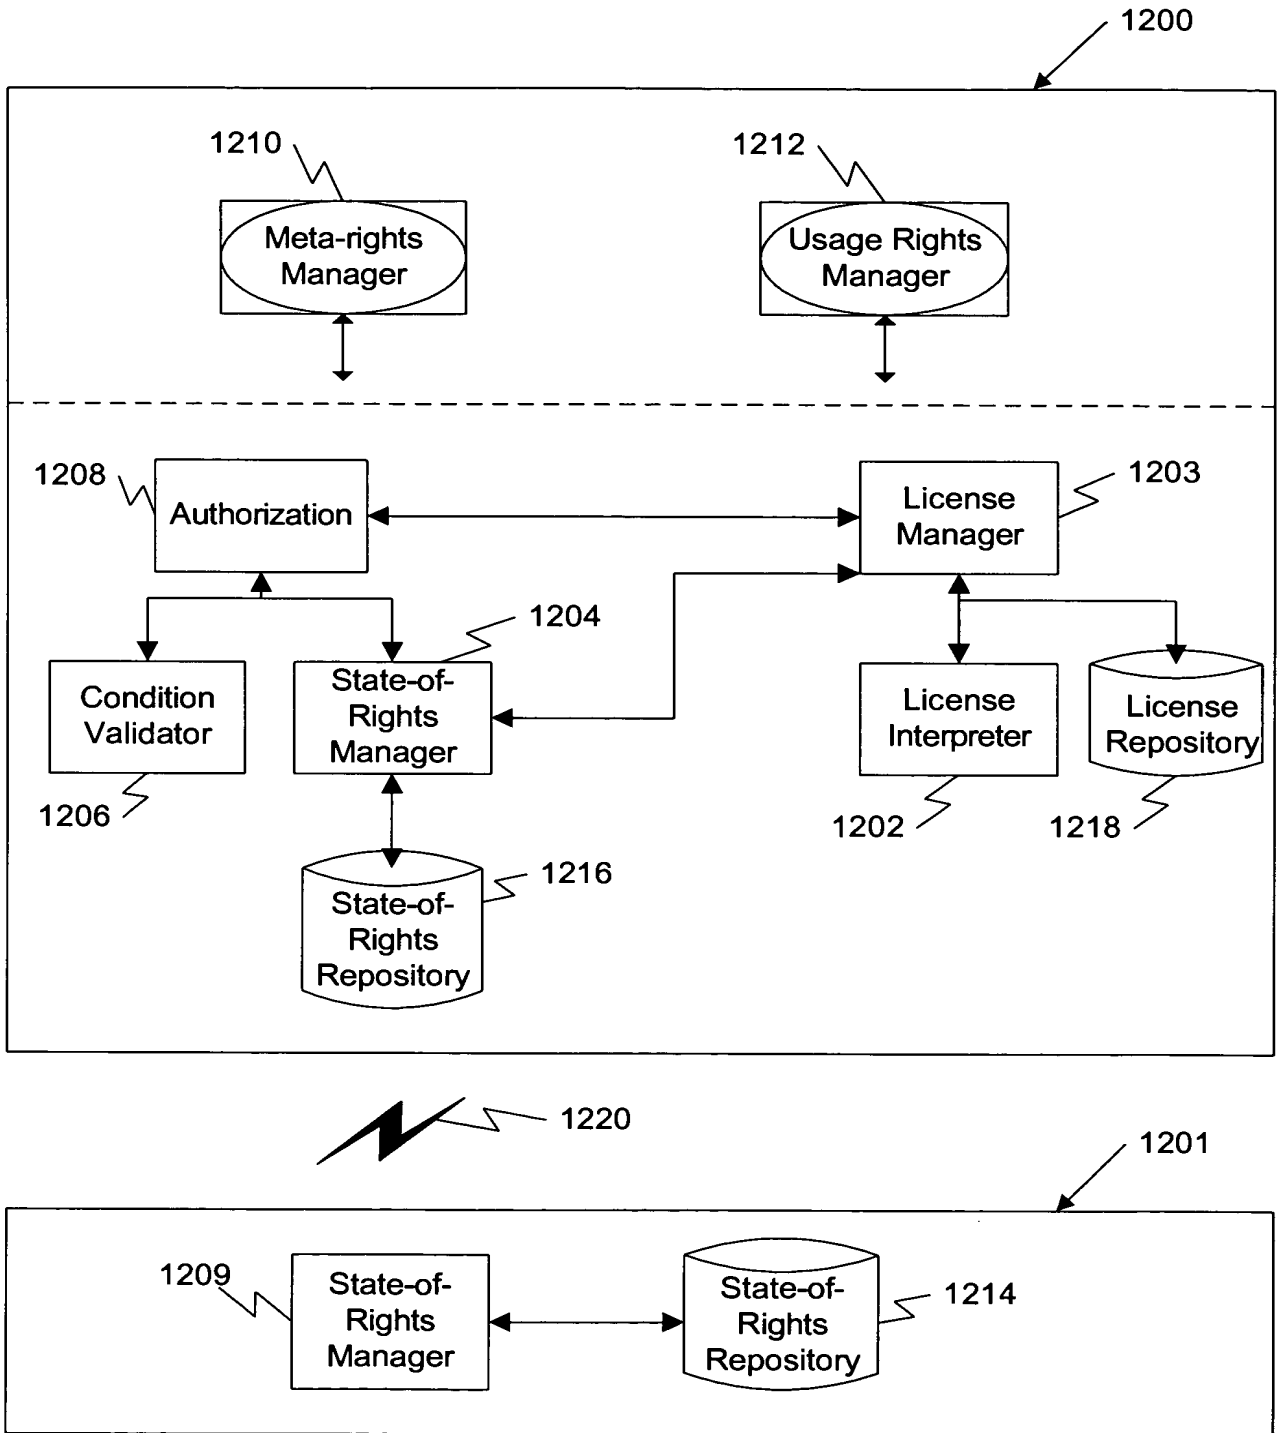 1200
1210
Meta-rights
Manager
1212
Usage Rights
Manager
1208
Authorization
1203
License
Manager
1204
Condition
Validator
1206
State-of-
Rights
Manager
License
Interpreter
1202
License
Repository
1218
1216
State-of-
Rights
Repository
1220
1201
1209
State-of-
Rights
Manager
State-of-
Rights
Repository
1214